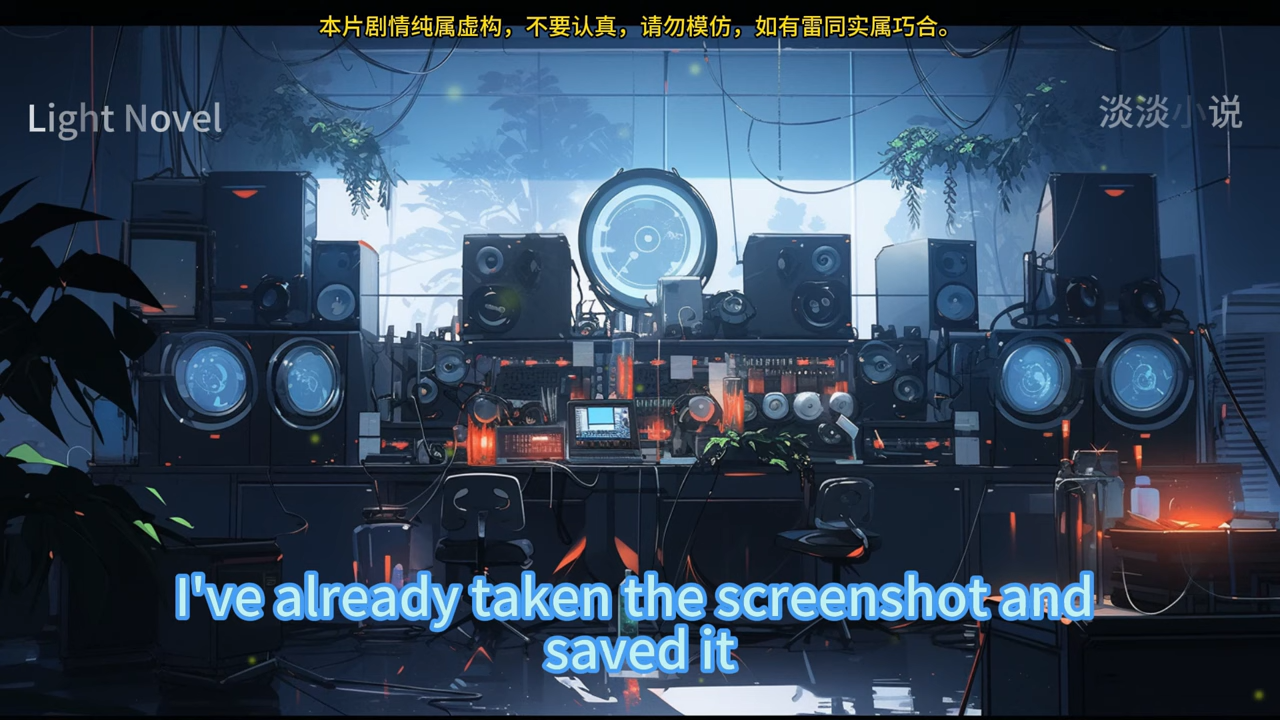 本片剧情纯属虚构，不要认真，请勿模仿，如有雷同实属巧合。
Light Novel
淡淡小说
I've already taken the screenshot and
saved it